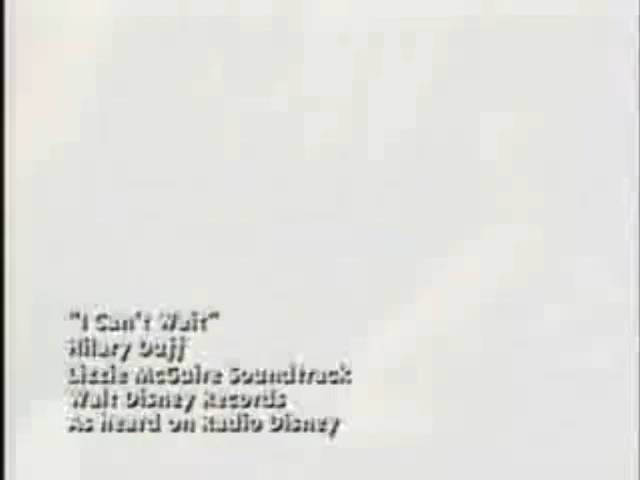 "I Can't Wait"
Hilary Duff
Lizzie McGuire Soundtrack
Walt Disney Records
As heard on Radio Disney